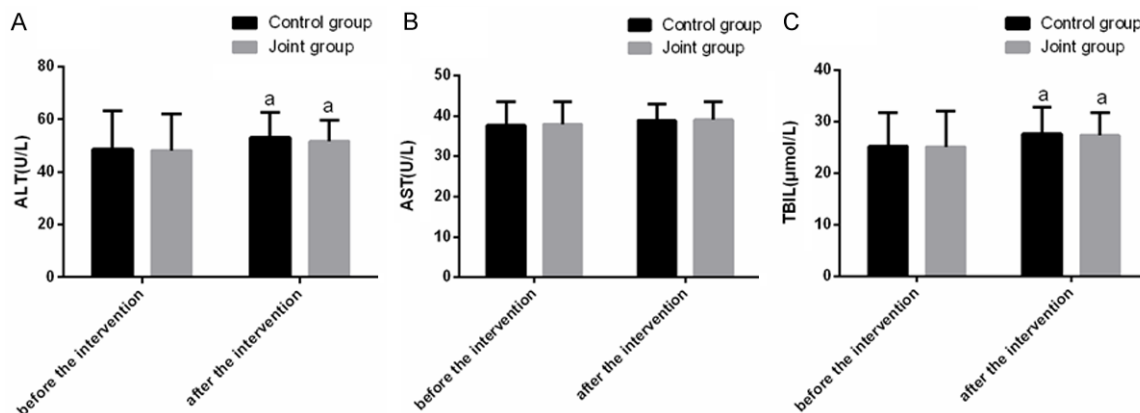 A
Control group
Joint group
ALT(U/L)
80
60
40
20
0
a
a
before the intervention
after the intervention
B
Control group
Joint group
AST(U/L)
50
40
30
20
10
0
before the intervention
after the intervention
C
Control group
Joint group
TBIL(μmol/L)
40
30
20
10
0
a
a
before the intervention
after the intervention